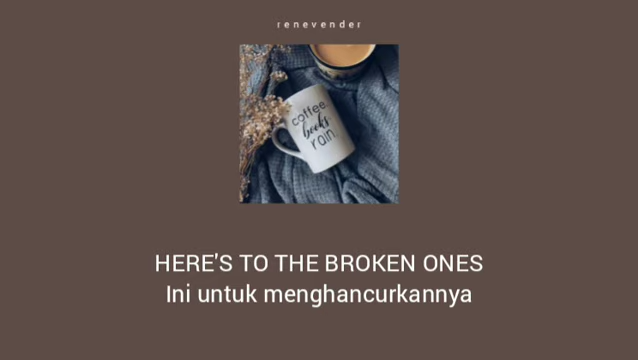 renevender
coffee.
books.
rain.
HERE'S TO THE BROKEN ONES
Ini untuk menghancurkannya